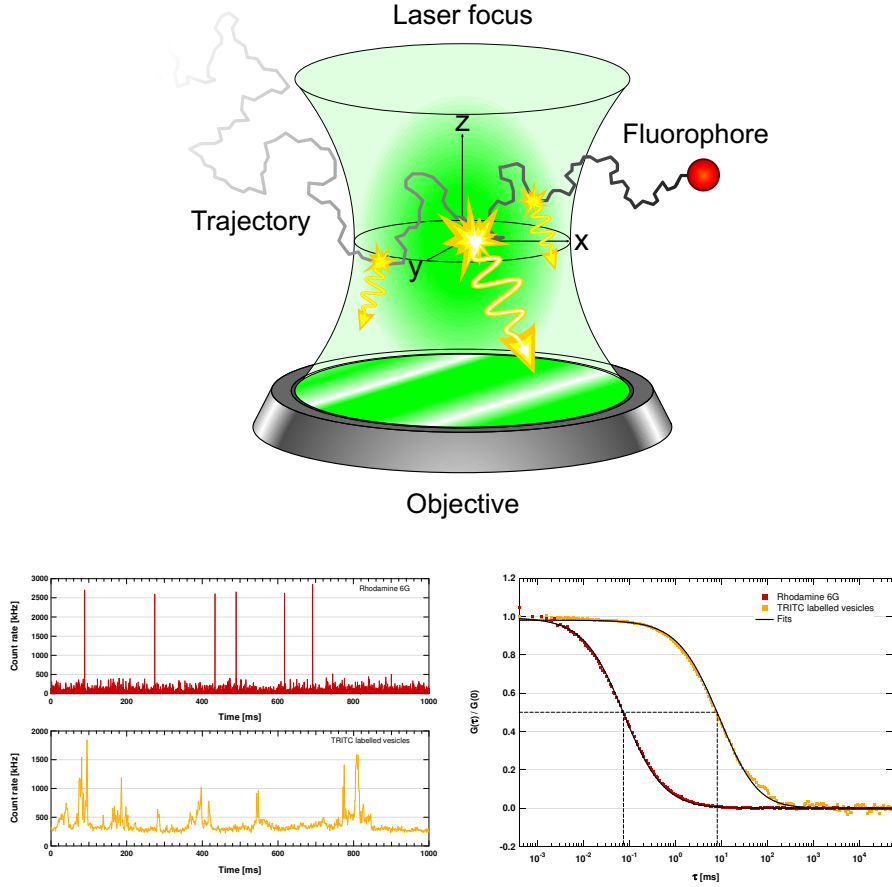 Laser focus
z
Fluorophore
Trajectory
x
y
Objective
3000
2500
2000
1500
1000
500
0
Count rate [kHz]
Rhodamine 6G
0
200
400
600
800
1000
Time [ms]
2000
1500
1000
500
0
Count rate [kHz]
TRITC labelled vesicles
0
200
400
600
800
1000
Time [ms]
1.2
1.0
0.8
0.6
0.4
0.2
0.0
-0.2
G(τ) / G(0)
Rhodamine 6G
TRITC labelled vesicles
Fits
10⁻³
10⁻²
10⁻¹
10⁰
10¹
10²
10³
10⁴
τ [ms]